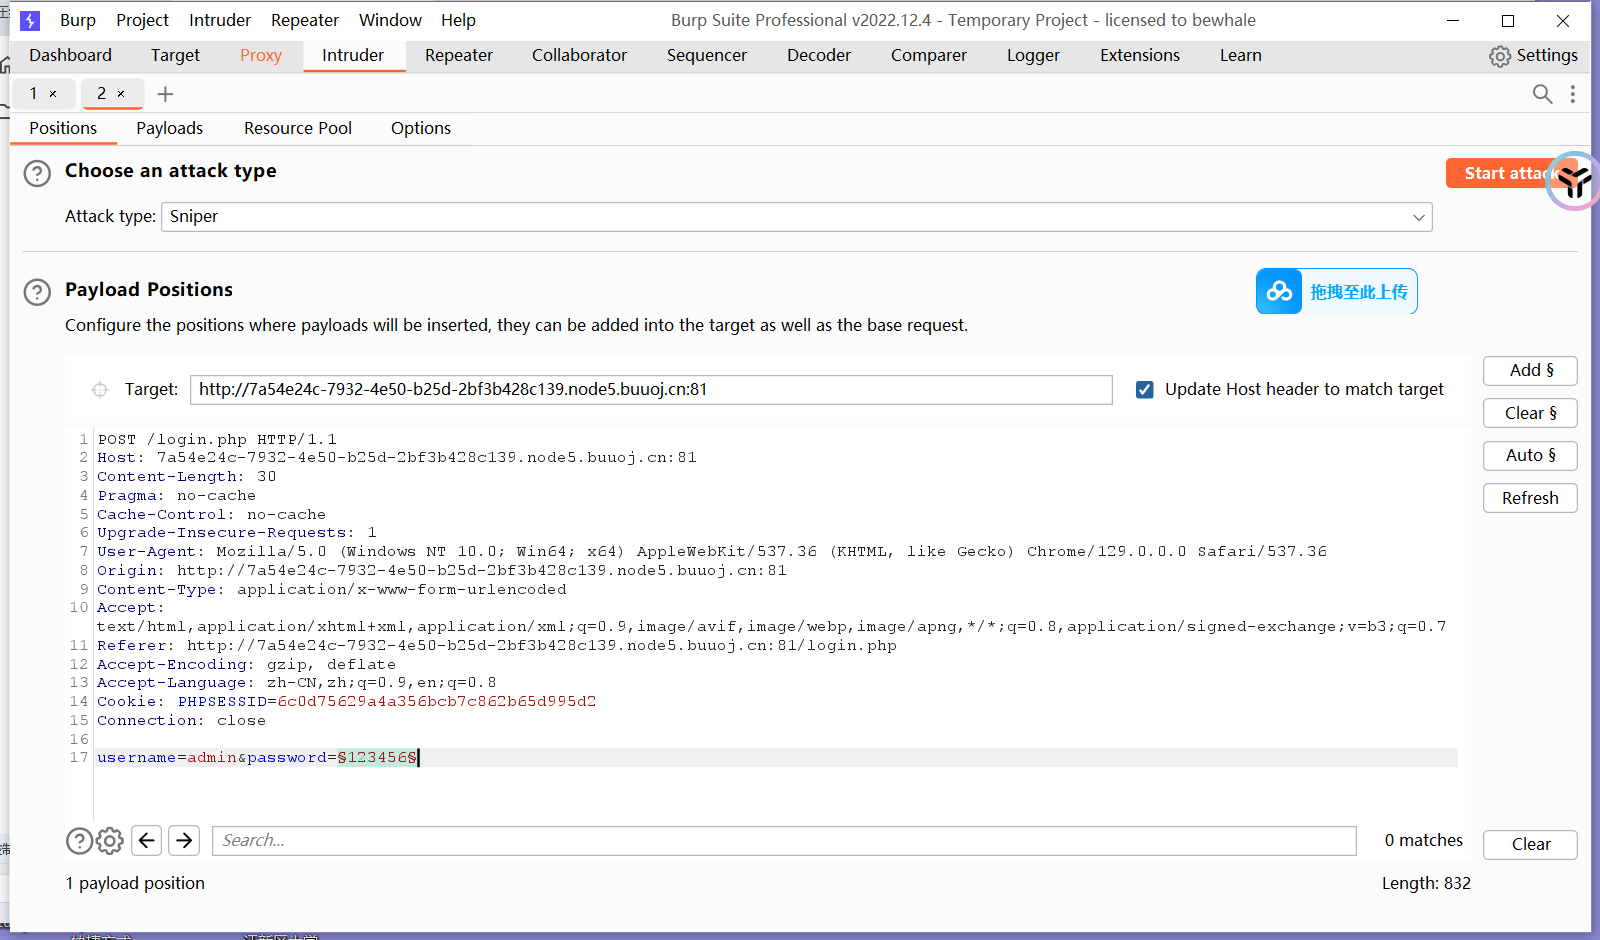 Burp Project Intruder Repeater Window Help Burp Suite Professional v2022.12.4 - Temporary Project - licensed to bewhale
Dashboard Target Proxy Intruder Repeater Collaborator Sequencer Decoder Comparer Logger Extensions Learn Settings
1 × 2 × +
Positions Payloads Resource Pool Options
Choose an attack type
Start attack
Attack type: Sniper
Payload Positions
拖拽至此上传
Configure the positions where payloads will be inserted, they can be added into the target as well as the base request.
Target: http://7a54e24c-7932-4e50-b25d-2bf3b428c139.node5.buuoj.cn:81 Update Host header to match target
Add §
Clear §
Auto §
Refresh
1 POST /login.php HTTP/1.1
2 Host: 7a54e24c-7932-4e50-b25d-2bf3b428c139.node5.buuoj.cn:81
3 Content-Length: 30
4 Pragma: no-cache
5 Cache-Control: no-cache
6 Upgrade-Insecure-Requests: 1
7 User-Agent: Mozilla/5.0 (Windows NT 10.0; Win64; x64) AppleWebKit/537.36 (KHTML, like Gecko) Chrome/129.0.0.0 Safari/537.36
8 Origin: http://7a54e24c-7932-4e50-b25d-2bf3b428c139.node5.buuoj.cn:81
9 Content-Type: application/x-www-form-urlencoded
10 Accept:
text/html,application/xhtml+xml,application/xml;q=0.9,image/avif,image/webp,image/apng,*/*;q=0.8,application/signed-exchange;v=b3;q=0.7
11 Referer: http://7a54e24c-7932-4e50-b25d-2bf3b428c139.node5.buuoj.cn:81/login.php
12 Accept-Encoding: gzip, deflate
13 Accept-Language: zh-CN,zh;q=0.9,en;q=0.8
14 Cookie: PHPSESSID=6c0d75629a4a356bcb7c862b65d995d2
15 Connection: close
16
17 username=admin&password=§123456§
Search... 0 matches Clear
1 payload position Length: 832